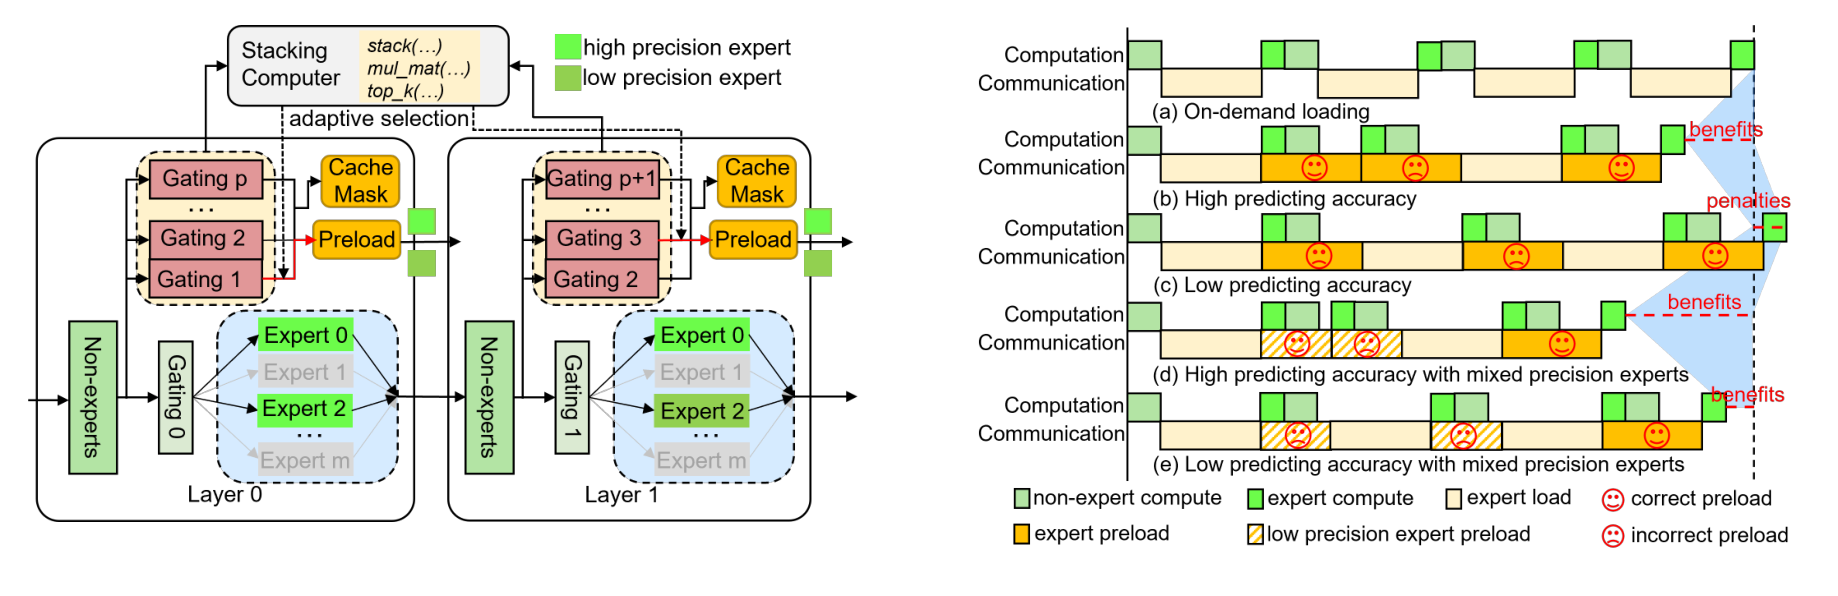 Stacking
Computer
stack(...)
mul_mat(...)
top_k(...)
high precision expert
low precision expert
adaptive selection
Gating p
...
Gating 2
Gating 1
Cache
Mask
Preload
Non-experts
Gating 0
Expert 0
Expert 1
Expert 2
...
Expert m
Layer 0
Gating p+1
...
Gating 3
Gating 2
Cache
Mask
Preload
Non-experts
Gating 1
Expert 0
Expert 1
Expert 2
...
Expert m
Layer 1
Computation
Communication
(a) On-demand loading
Computation
benefits
Communication
(b) High predicting accuracy
penalties
Computation
Communication
(c) Low predicting accuracy
benefits
Computation
Communication
(d) High predicting accuracy with mixed precision experts
benefits
Computation
Communication
(e) Low predicting accuracy with mixed precision experts
non-expert compute
expert compute
expert load
correct preload
expert preload
low precision expert preload
incorrect preload